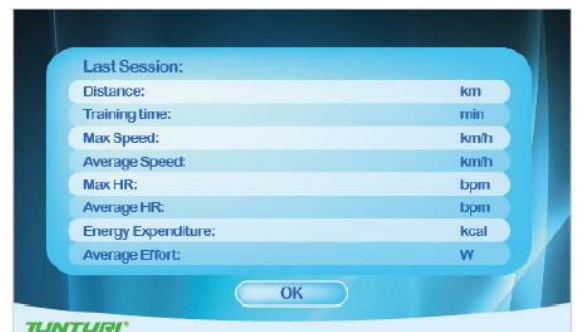 Last Session:
Distance: km
Training time: min
Max Speed: km/h
Average Speed: km/h
Max HR: bpm
Average HR: bpm
Energy Expenditure: kcal
Average Effort: W
OK
TUNTURI®